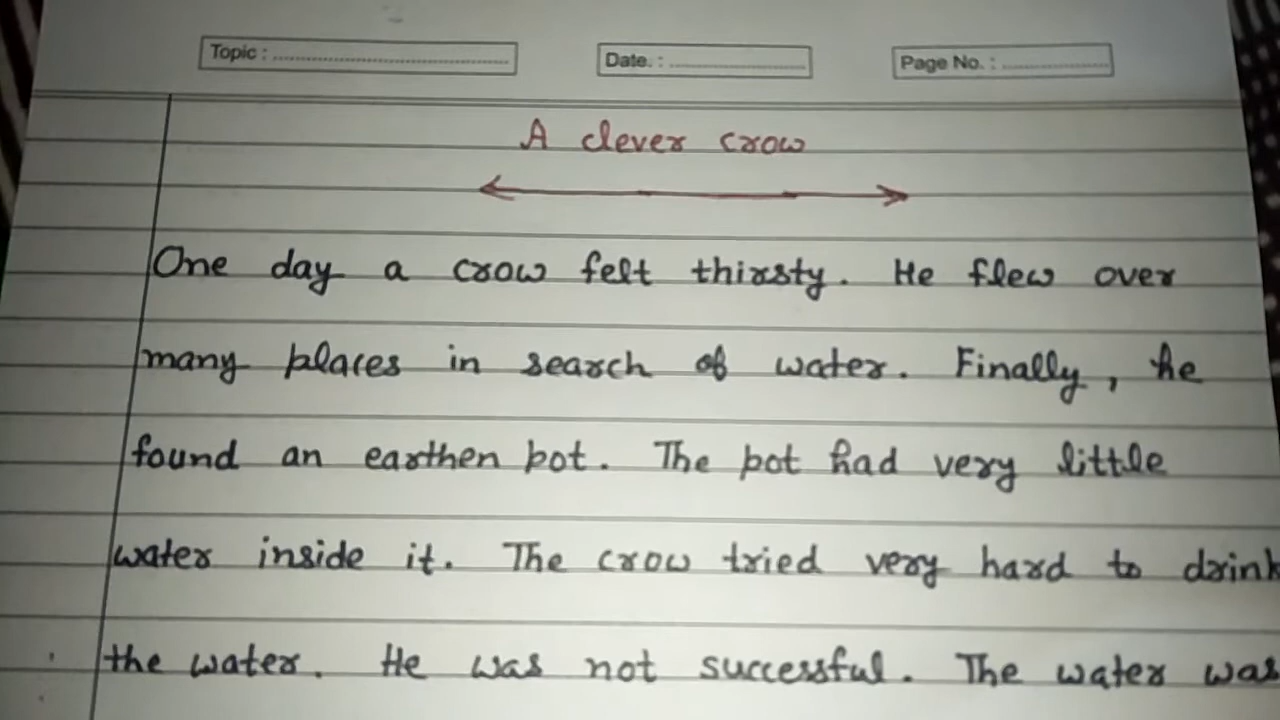 Topic : ........................
Date. : ........................
Page No. : ........................
A clever crow
One day a crow felt thirsty. He flew over
many places in search of water. Finally, he
found an earthen pot. The pot had very little
water inside it. The crow tried very hard to drink
the water. He was not successful. The water was